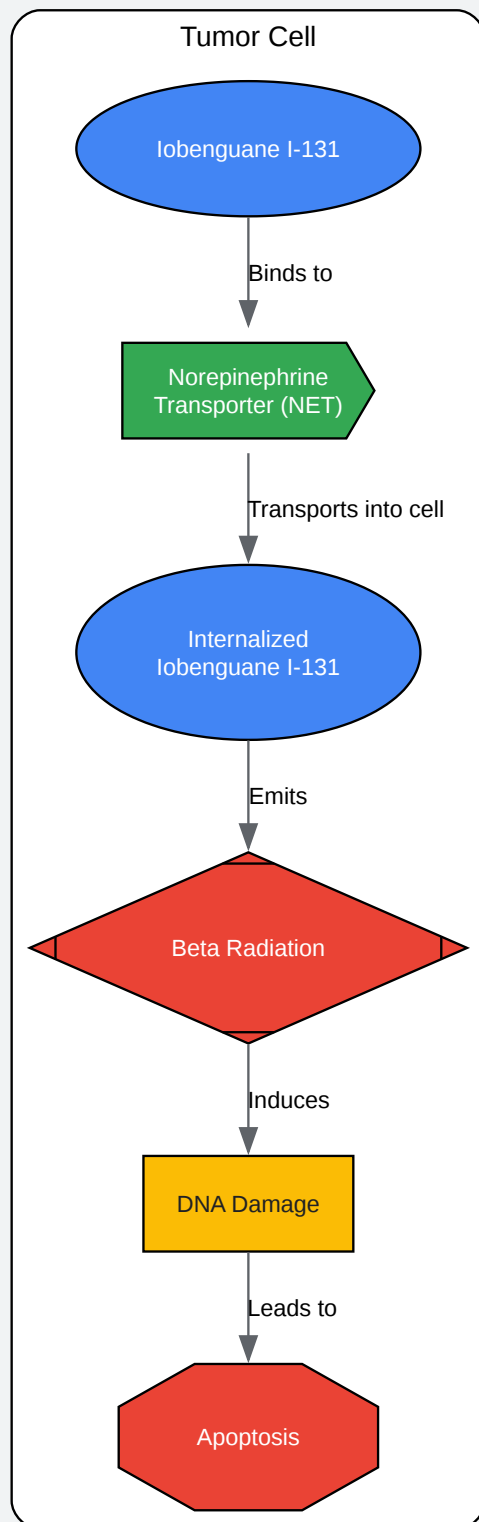 Tumor Cell
Iobenguane I-131
Binds to
Norepinephrine
Transporter (NET)
Transports into cell
Internalized
Iobenguane I-131
Emits
Beta Radiation
Induces
DNA Damage
Leads to
Apoptosis